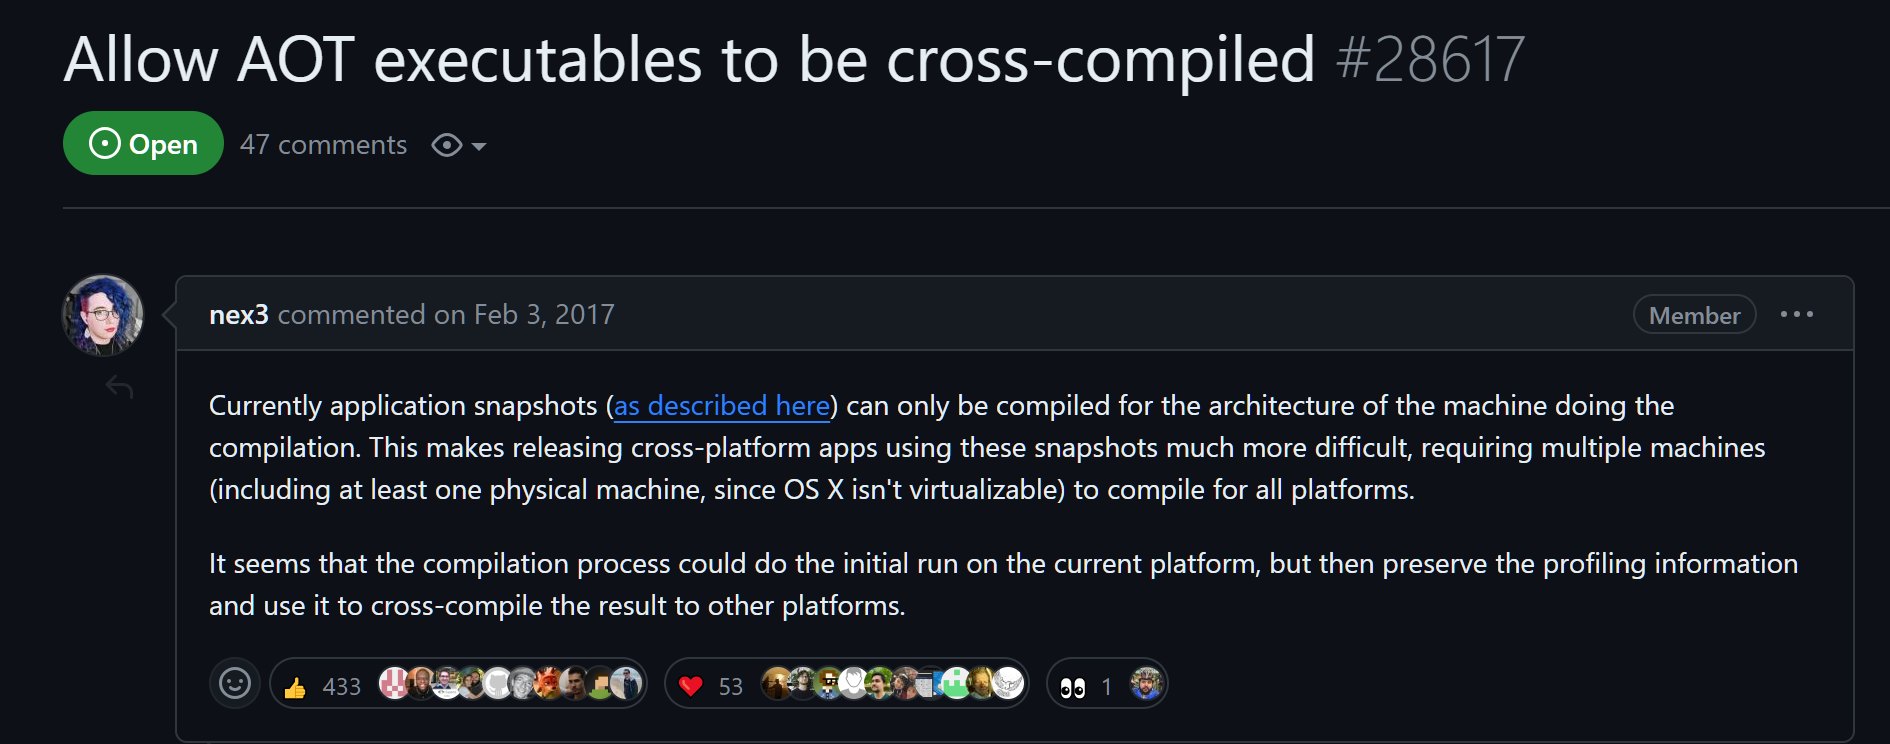 Allow AOT executables to be cross-compiled #28617
Open 47 comments
nex3 commented on Feb 3, 2017 Member
Currently application snapshots (as described here) can only be compiled for the architecture of the machine doing the
compilation. This makes releasing cross-platform apps using these snapshots much more difficult, requiring multiple machines
(including at least one physical machine, since OS X isn't virtualizable) to compile for all platforms.
It seems that the compilation process could do the initial run on the current platform, but then preserve the profiling information
and use it to cross-compile the result to other platforms.
433 53 1